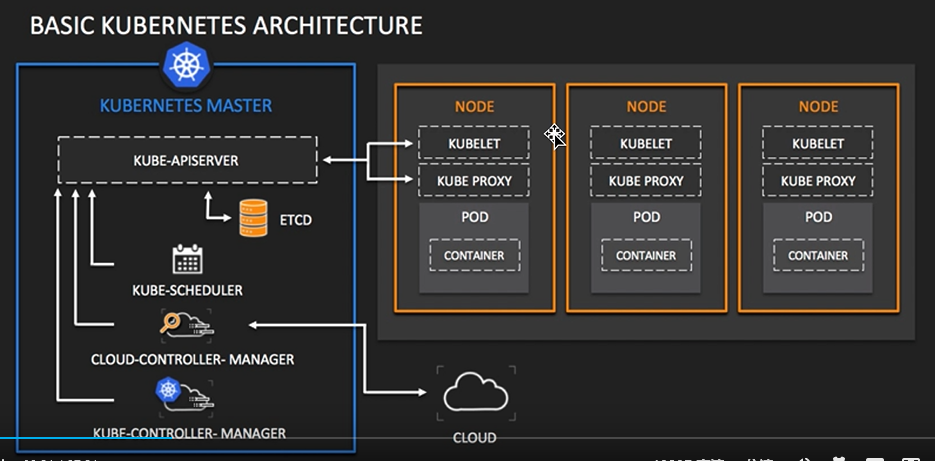 BASIC KUBERNETES ARCHITECTURE
KUBERNETES MASTER
KUBE-APISERVER
ETCD
KUBE-SCHEDULER
CLOUD-CONTROLLER- MANAGER
KUBE-CONTROLLER- MANAGER
NODE
KUBELET
KUBE PROXY
POD
CONTAINER
NODE
KUBELET
KUBE PROXY
POD
CONTAINER
NODE
KUBELET
KUBE PROXY
POD
CONTAINER
CLOUD